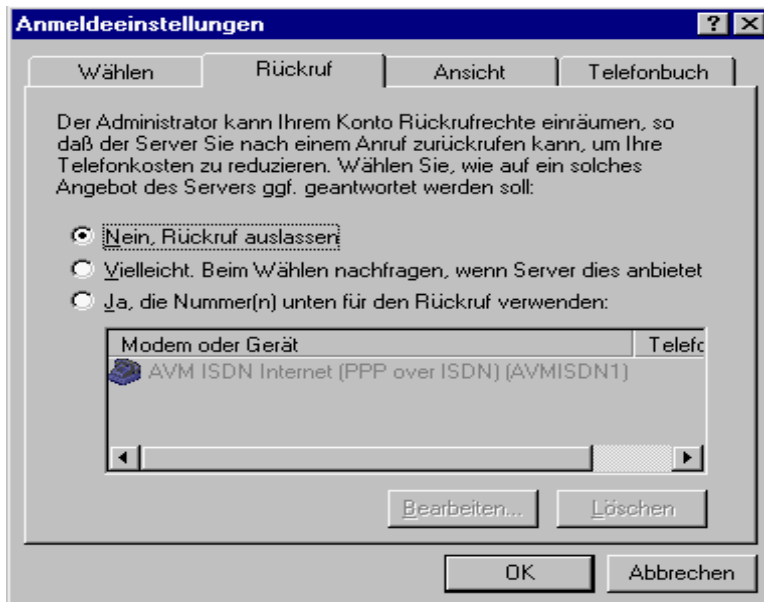 Anmeldeeinstellungen
Wählen
Rückruf
Ansicht
Telefonbuch
Der Administrator kann Ihrem Konto Rückrufrechte einräumen, so
daß der Server Sie nach einem Anruf zurückrufen kann, um Ihre
Telefonkosten zu reduzieren. Wählen Sie, wie auf ein solches
Angebot des Servers ggf. geantwortet werden soll:
Nein, Rückruf auslassen
Vielleicht. Beim Wählen nachfragen, wenn Server dies anbietet
Ja, die Nummer(n) unten für den Rückruf verwenden:
Modem oder Gerät
Telefc
AVM ISDN Internet (PPP over ISDN) (AVMISDN1)
Bearbeiten...
Löschen
OK
Abbrechen